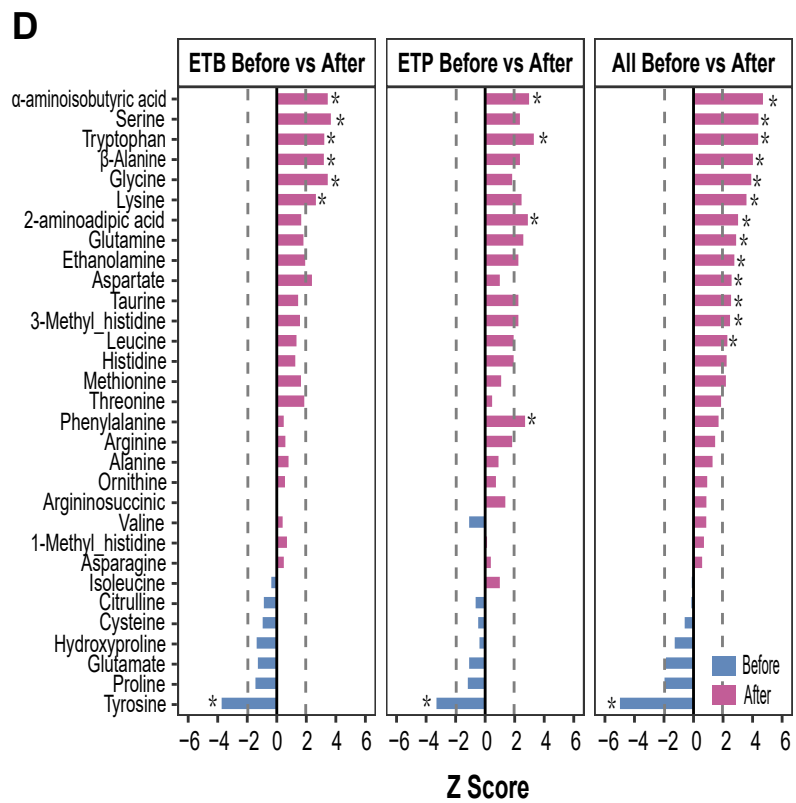 D
ETB Before vs After ETP Before vs After All Before vs After
α-aminoisobutyric acid * * *
Serine * *
Tryptophan * * *
β-Alanine * *
Glycine * *
Lysine * *
2-aminoadipic acid * *
Glutamine *
Ethanolamine *
Aspartate *
Taurine *
3-Methyl_histidine *
Leucine *
Histidine
Methionine
Threonine
Phenylalanine *
Arginine
Alanine
Ornithine
Argininosuccinic
Valine
1-Methyl_histidine
Asparagine
Isoleucine
Citrulline
Cysteine
Hydroxyproline
Glutamate
Proline
Tyrosine * * *
Before
After
−6 −4 −2 0 2 4 6 −6 −4 −2 0 2 4 6 −6 −4 −2 0 2 4 6
Z Score